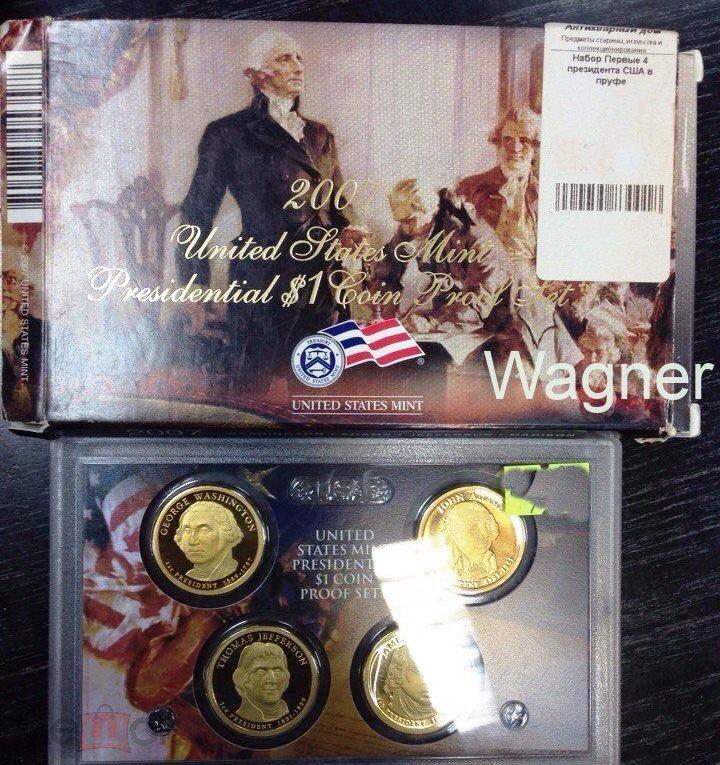 Антикварный дом
Предметы старины, искусства и
коллекционирования
Набор Первые 4
президента США в
пруфе
2007
United States Mint
Presidential $1 Coin Proof Set
© 2007 UNITED STATES MINT
Wagner
UNITED STATES MINT
2007
GEORGE WASHINGTON
1st PRESIDENT 1789-1797
JOHN ADAMS
UNITED
STATES MINT
PRESIDENTIAL
$1 COIN
PROOF SET
THOMAS JEFFERSON
3rd PRESIDENT 1801-1809
PRESIDENT